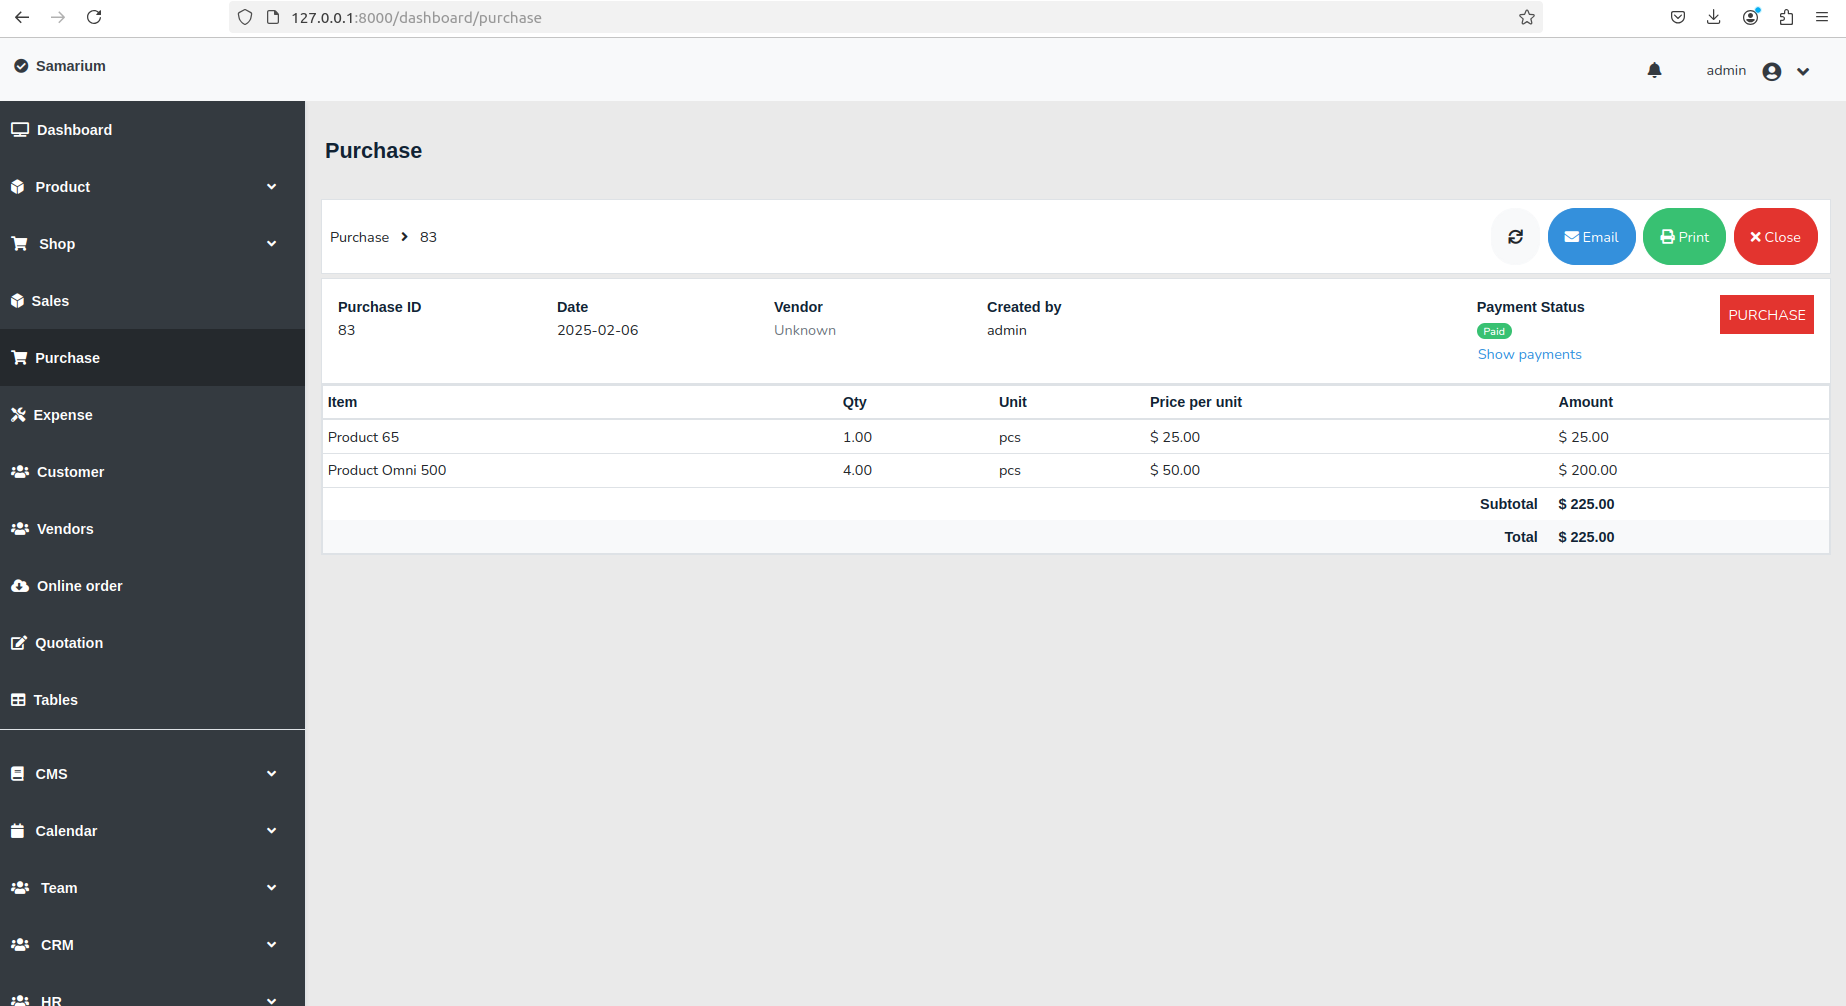 127.0.0.1:8000/dashboard/purchase
Samarium
admin
Dashboard
Product
Shop
Sales
Purchase
Expense
Customer
Vendors
Online order
Quotation
Tables
CMS
Calendar
Team
CRM
HR
Purchase
Purchase 83
Email
Print
Close
Purchase ID Date Vendor Created by Payment Status
83 2025-02-06 Unknown admin Paid
Show payments
PURCHASE
Item Qty Unit Price per unit Amount
Product 65 1.00 pcs $ 25.00 $ 25.00
Product Omni 500 4.00 pcs $ 50.00 $ 200.00
Subtotal $ 225.00
Total $ 225.00